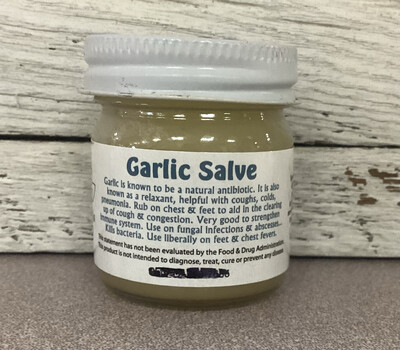 Garlic Salve
Garlic is known to be a natural antibiotic. It is also
known as a relaxant, helpful with coughs, colds,
pneumonia. Rub on chest & feet to aid in the clearing
up of cough & congestion. Very good to strengthen
immune system. Use on fungal infections & abscesses.
Kills bacteria. Use liberally on feet & chest fevers.
This statement has not been evaluated by the Food & Drug Administration.
This product is not intended to diagnose, treat, cure or prevent any disease.